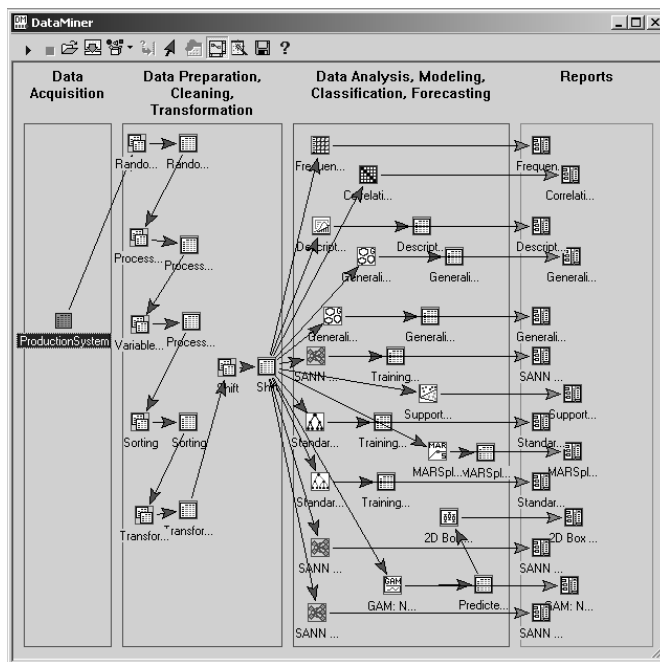 DataMiner
Data Acquisition
Data Preparation, Cleaning, Transformation
Data Analysis, Modeling, Classification, Forecasting
Reports
Rando... Rando...
Frequen... Frequen...
Correlati... Correlati...
Process... Process...
Descript... Descript... Descript...
Generali... Generali... Generali...
ProductionSystem
Variable... Process...
Generali... Generali... Generali...
Shift
SANN ... Training... SANN ...
Support... Support...
Sorting Sorting
Standar... Training... Standar...
MARSpl... MARSpl... MARSpl...
Standar... Training... Standar...
Transfor... Transfor...
2D Box ... 2D Box ...
SANN ... SANN ...
GAM: N... Predicte... GAM: N...
SANN ... SANN ...